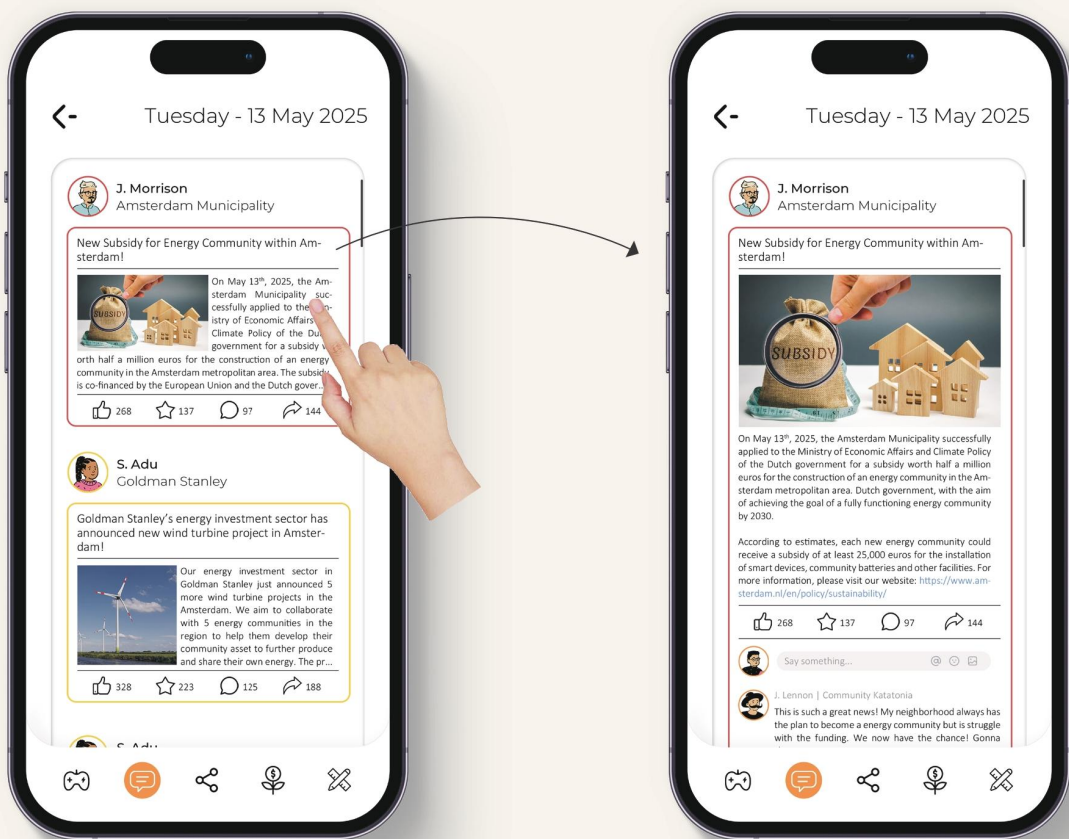 Tuesday - 13 May 2025
J. Morrison
Amsterdam Municipality
New Subsidy for Energy Community within Am-
sterdam!
SUBSIDY
On May 13th, 2025, the Am-
sterdam Municipality suc-
cessfully applied to the
istry of Economic Affairs
Climate Policy of the
government for a subsidy w
orth half a million euros for the construction of an energy
community in the Amsterdam metropolitan area. The subsidy
is co-financed by the European Union and the Dutch gover...
268 137 97 144
S. Adu
Goldman Stanley
Goldman Stanley's energy investment sector has
announced new wind turbine project in Amster-
dam!
Our energy investment sector in
Goldman Stanley just announced 5
more wind turbine projects in the
Amsterdam. We aim to collaborate
with 5 energy communities in the
region to help them develop their
community asset to further produce
and share their own energy. The pr...
328 223 125 188
S. Adu
Tuesday - 13 May 2025
J. Morrison
Amsterdam Municipality
New Subsidy for Energy Community within Am-
sterdam!
SUBSIDY
On May 13th, 2025, the Amsterdam Municipality successfully
applied to the Ministry of Economic Affairs and Climate Policy
of the Dutch government for a subsidy worth half a million
euros for the construction of an energy community in the Am-
sterdam metropolitan area. Dutch government, with the aim
of achieving the goal of a fully functioning energy community
by 2030.
According to estimates, each new energy community could
receive a subsidy of at least 25,000 euros for the installation
of smart devices, community batteries and other facilities. For
more information, please visit our website: https://www.am-
sterdam.nl/en/policy/sustainability/
268 137 97 144
Say something... @
J. Lennon | Community Katatonia
This is such a great news! My neighborhood always has
the plan to become a energy community but is struggle
with the funding. We now have the chance! Gonna